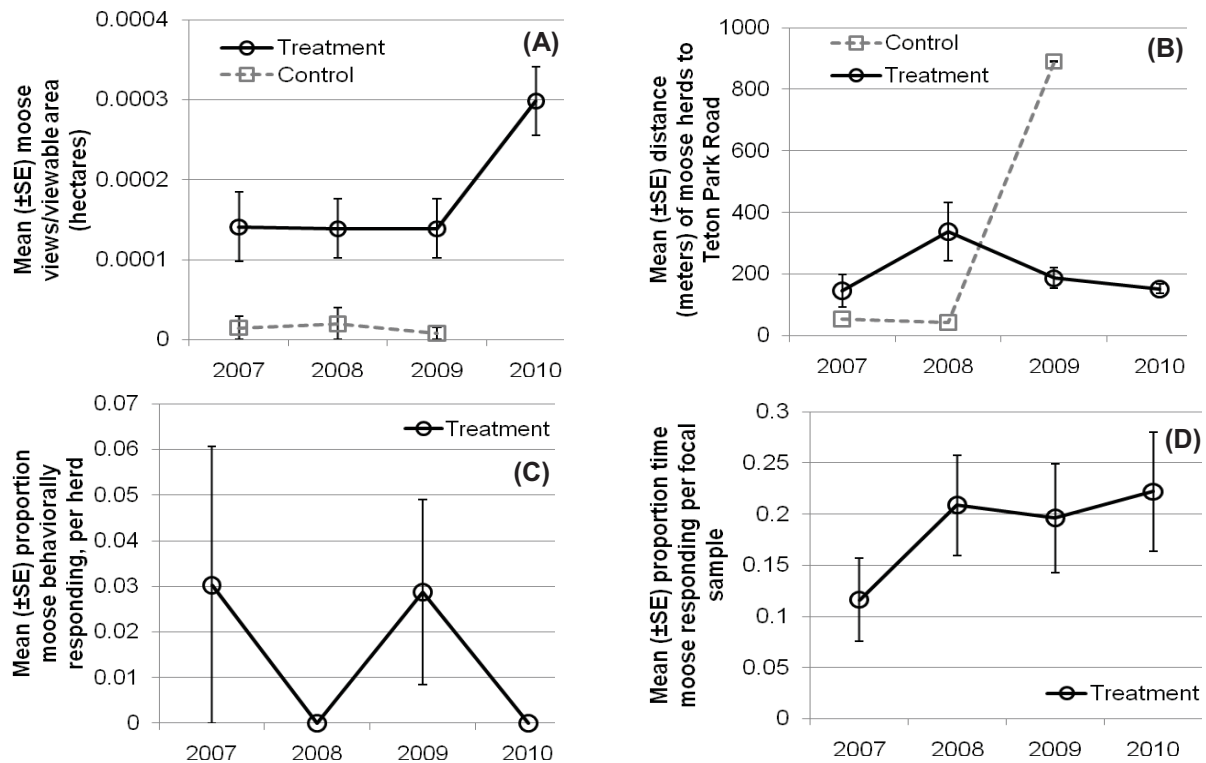 Mean (±SE) moose
views/viewable area
(hectares)
0.0004
0.0003
0.0002
0.0001
0
Treatment
Control
(A)
2007 2008 2009 2010
Mean (±SE) distance
(meters) of moose herds to
Teton Park Road
1000
800
600
400
200
0
Control
Treatment
(B)
2007 2008 2009 2010
Mean (±SE) proportion
moose behaviorally
responding, per herd
0.07
0.06
0.05
0.04
0.03
0.02
0.01
0
Treatment
(C)
2007 2008 2009 2010
Mean (±SE) proportion time
moose responding per focal
sample
0.3
0.25
0.2
0.15
0.1
0.05
0
(D)
Treatment
2007 2008 2009 2010